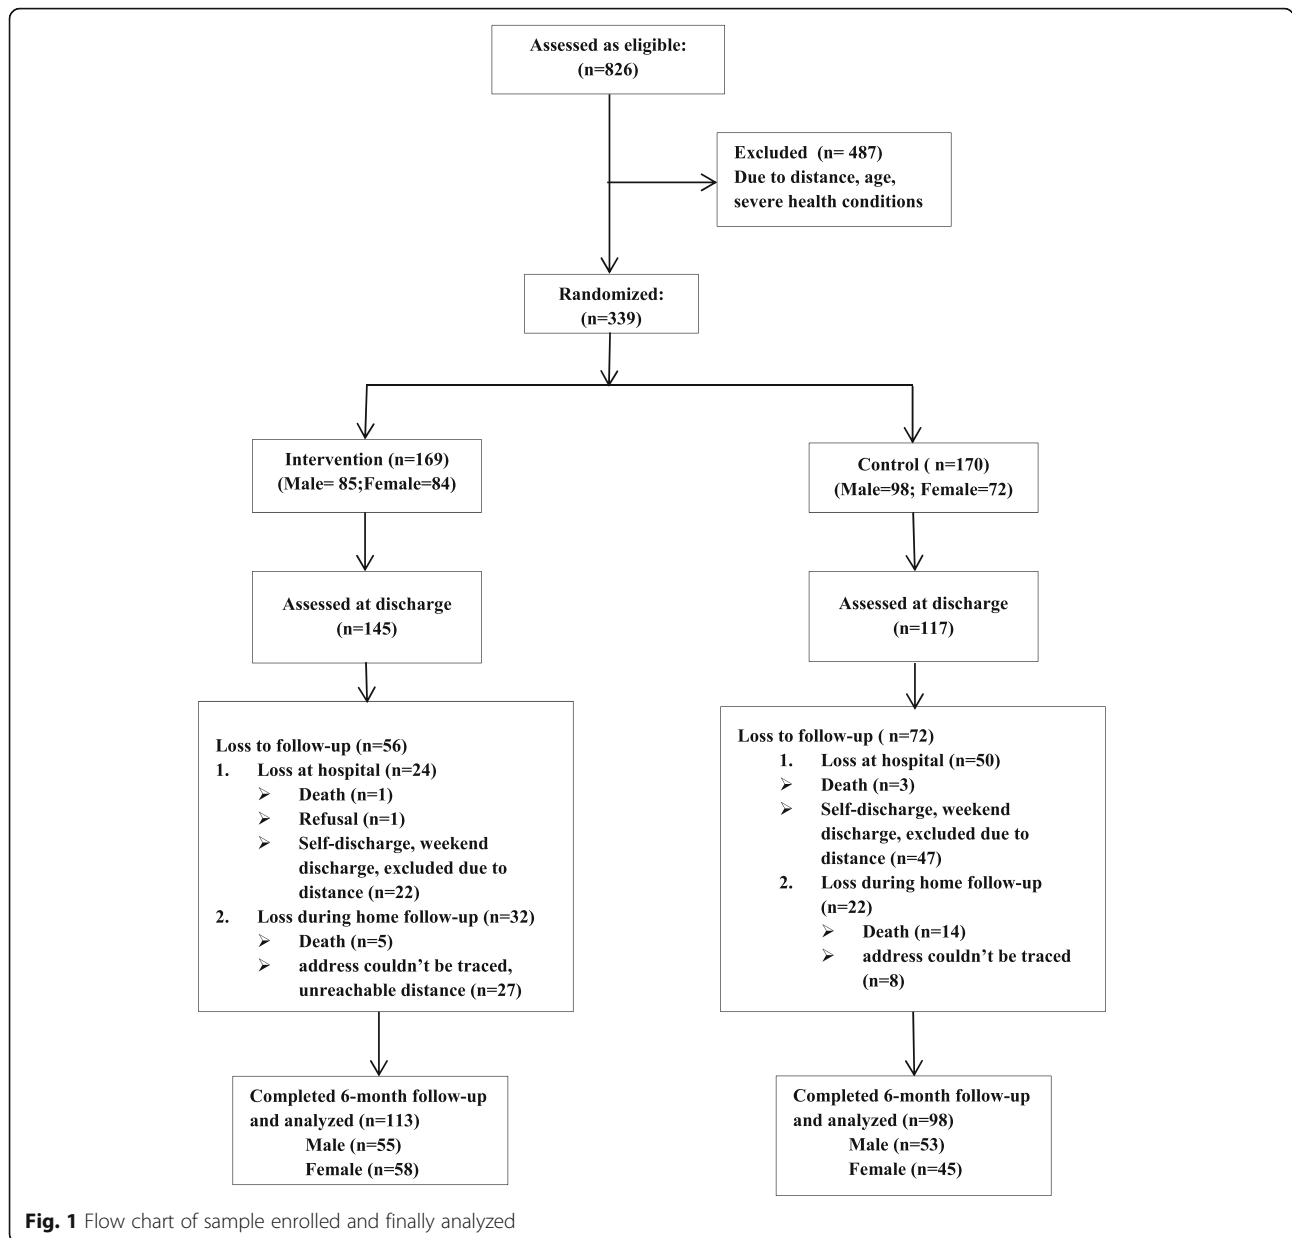 Assessed as eligible:
(n=826)
Excluded (n= 487)
Due to distance, age,
severe health conditions
Randomized:
(n=339)
Intervention (n=169)
(Male= 85;Female=84)
Control ( n=170)
(Male=98; Female=72)
Assessed at discharge
(n=145)
Assessed at discharge
(n=117)
Loss to follow-up (n=56)
1. Loss at hospital (n=24)
➢ Death (n=1)
➢ Refusal (n=1)
➢ Self-discharge, weekend
discharge, excluded due to
distance (n=22)
2. Loss during home follow-up (n=32)
➢ Death (n=5)
➢ address couldn't be traced,
unreachable distance (n=27)
Loss to follow-up ( n=72)
1. Loss at hospital (n=50)
➢ Death (n=3)
➢ Self-discharge, weekend
discharge, excluded due to
distance (n=47)
2. Loss during home follow-up
(n=22)
➢ Death (n=14)
➢ address couldn't be traced
(n=8)
Completed 6-month follow-up
and analyzed (n=113)
Male (n=55)
Female (n=58)
Completed 6-month follow-up
and analyzed (n=98)
Male (n=53)
Female (n=45)
Fig. 1 Flow chart of sample enrolled and finally analyzed